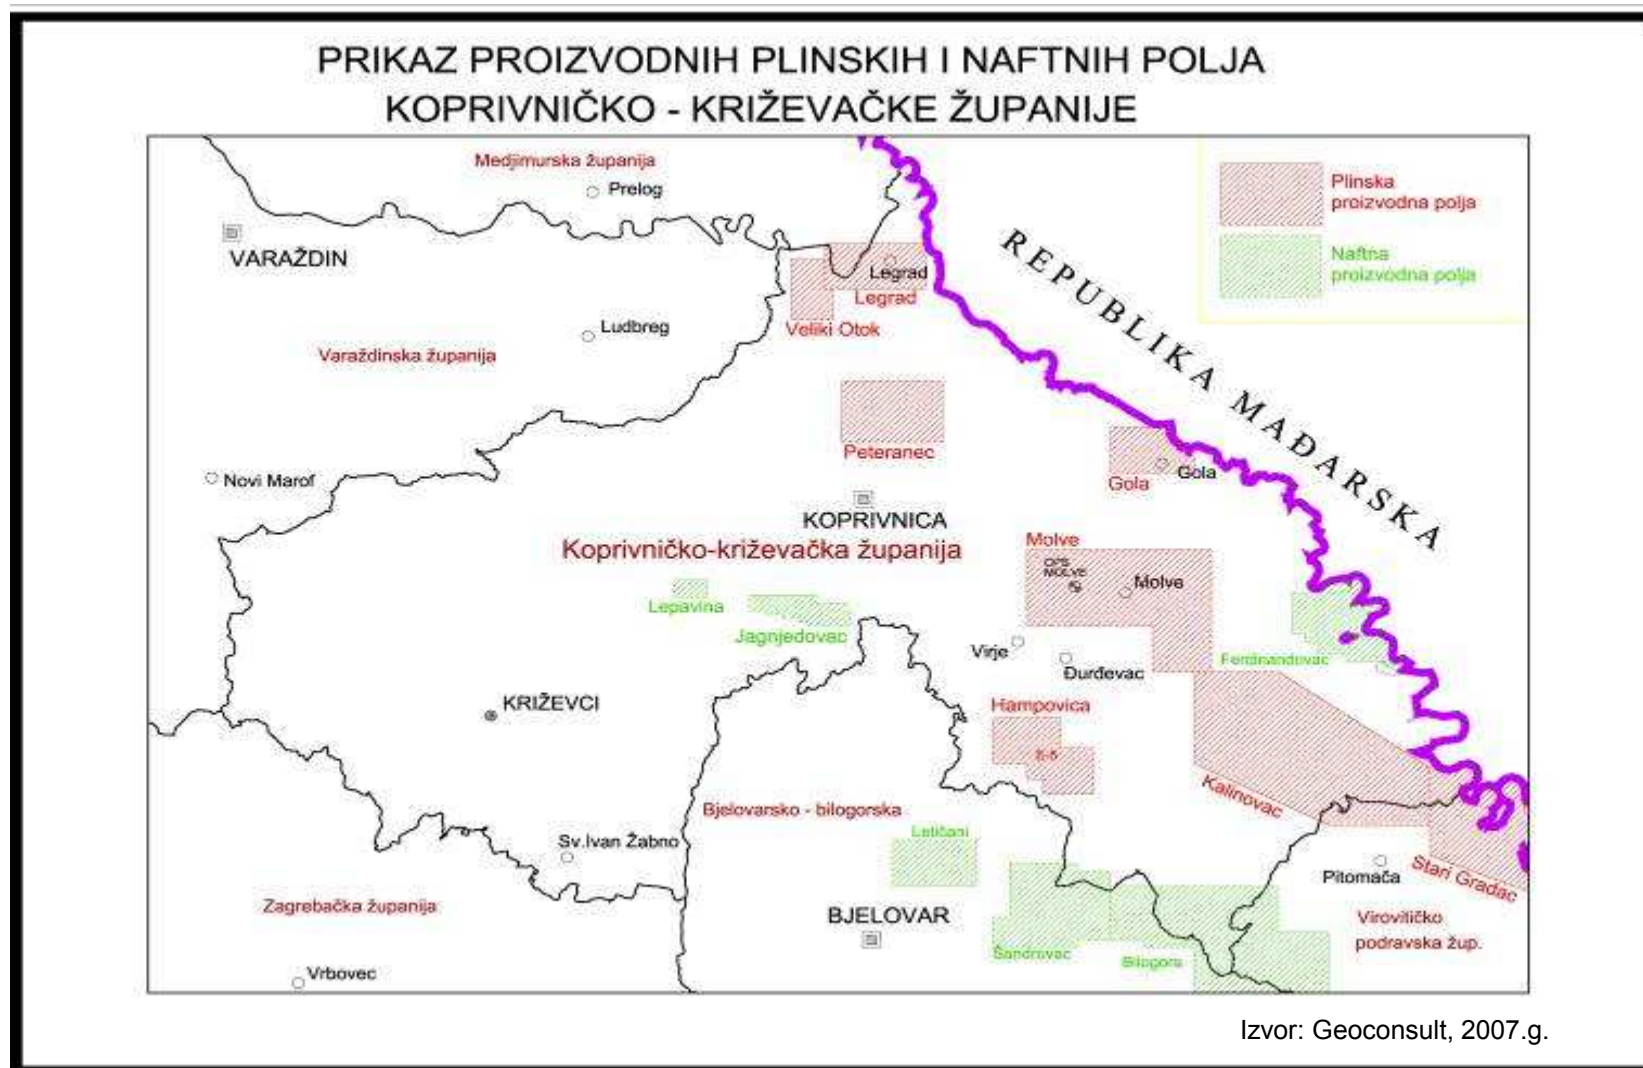 PRIKAZ PROIZVODNIH PLINSKIH I NAFTNIH POLJA
KOPRIVNIČKO - KRIŽEVAČKE ŽUPANIJE
Medjimurska županija
Prelog
VARAŽDIN
Ludbreg
Varaždinska županija
Legrad
Legrad
Veliki Otok
Plinska
proizvodna polja
Naftna
proizvodna polja
REPUBLIKA MAĐARSKA
Peteranec
Novi Marof
Gola
Gola
KOPRIVNICA
Koprivničko-križevačka županija
Molve
MOLVE
Molve
Lepavina
Jagnjedovac
Virje
Đurđevac
Ferdinandovac
KRIŽEVCI
Hampovica
Kalinovac
Bjelovarsko - bilogorska
Letičani
Sv.Ivan Žabno
Stari Gradac
Pitomača
Zagrebačka županija
BJELOVAR
Virovitičko
podravska žup.
Šandrovac
Bilogora
Vrbovec
Izvor: Geoconsult, 2007.g.